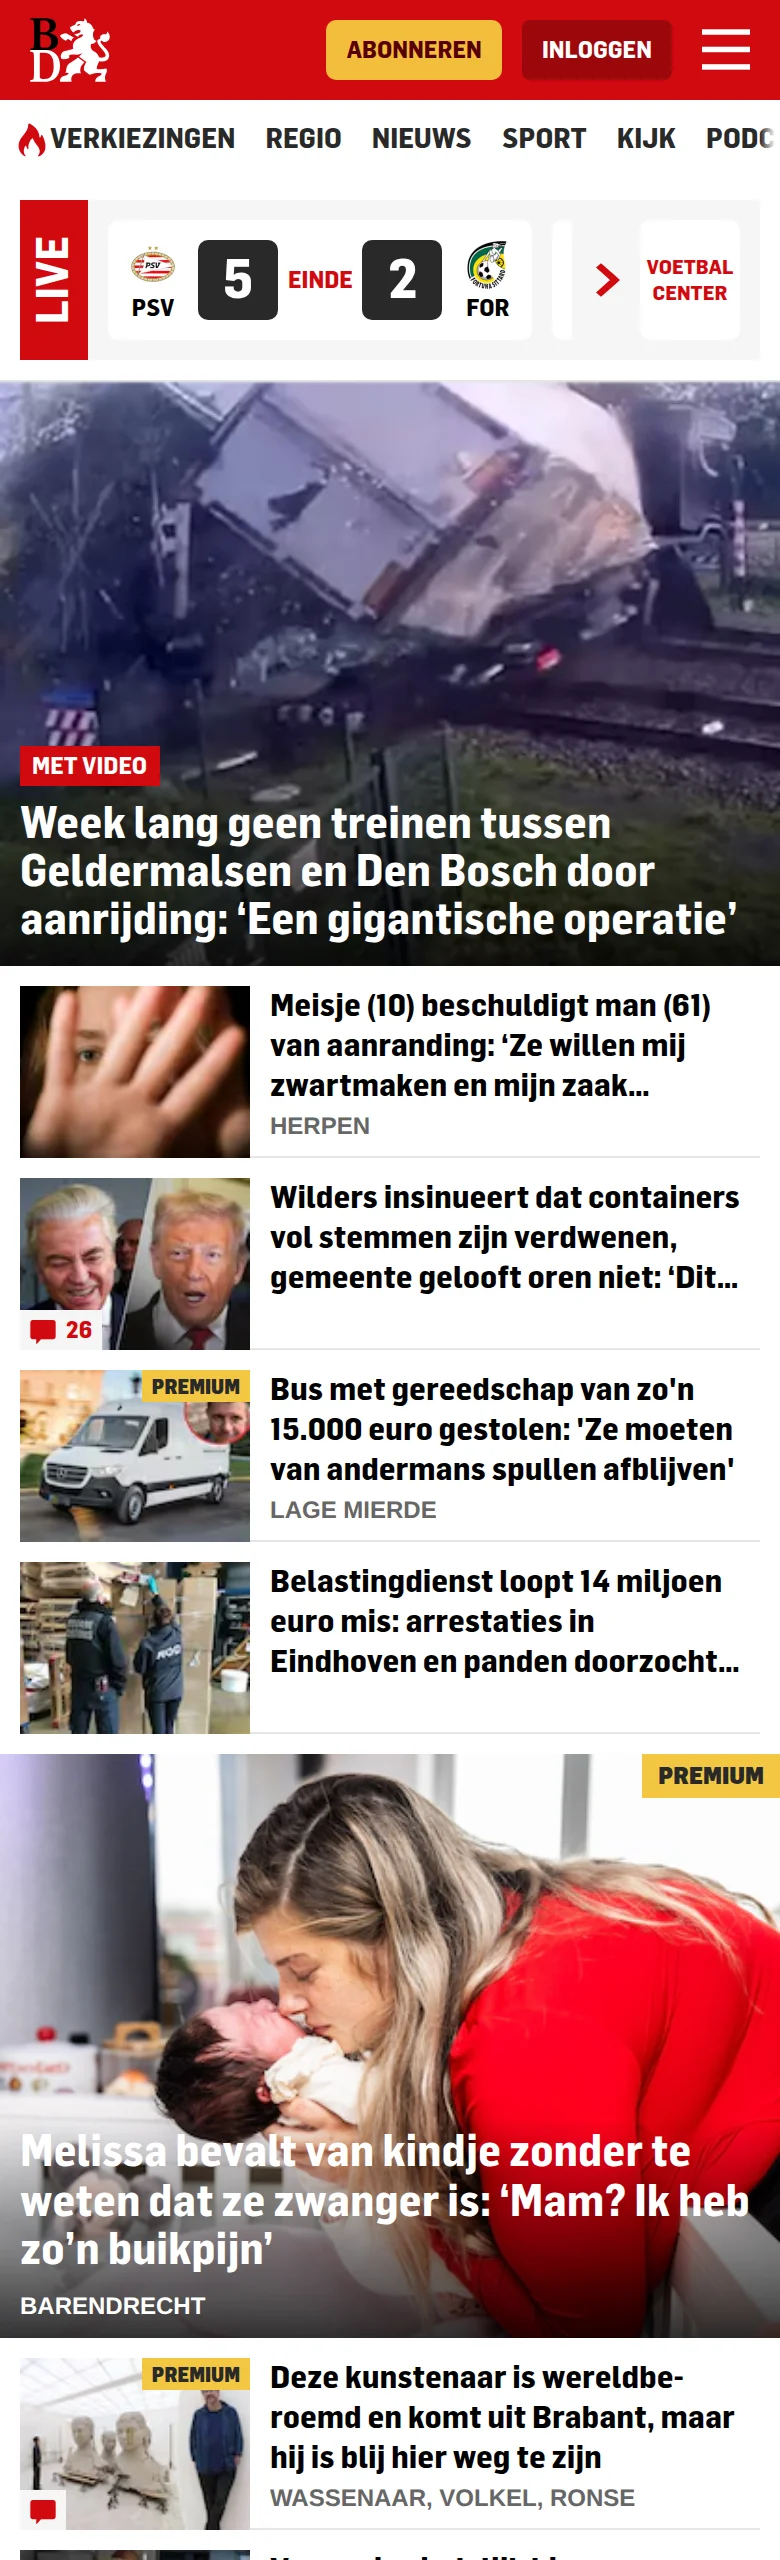 BD
ABONNEREN
INLOGGEN
VERKIEZINGEN REGIO NIEUWS SPORT KIJK PODC
LIVE
PSV
PSV
5
EINDE
2
FORTUNA SITTARD
FOR
VOETBAL
CENTER
MET VIDEO
Week lang geen treinen tussen
Geldermalsen en Den Bosch door
aanrijding: ‘Een gigantische operatie’
Meisje (10) beschuldigt man (61)
van aanranding: ‘Ze willen mij
zwartmaken en mijn zaak...
HERPEN
26
Wilders insinueert dat containers
vol stemmen zijn verdwenen,
gemeente gelooft oren niet: ‘Dit...
PREMIUM
Bus met gereedschap van zo'n
15.000 euro gestolen: 'Ze moeten
van andermans spullen afblijven'
LAGE MIERDE
Belastingdienst loopt 14 miljoen
euro mis: arrestaties in
Eindhoven en panden doorzocht...
PREMIUM
Melissa bevalt van kindje zonder te
weten dat ze zwanger is: ‘Mam? Ik heb
zo’n buikpijn’
BARENDRECHT
PREMIUM
Deze kunstenaar is wereldbe-
roemd en komt uit Brabant, maar
hij is blij hier weg te zijn
WASSENAAR, VOLKEL, RONSE